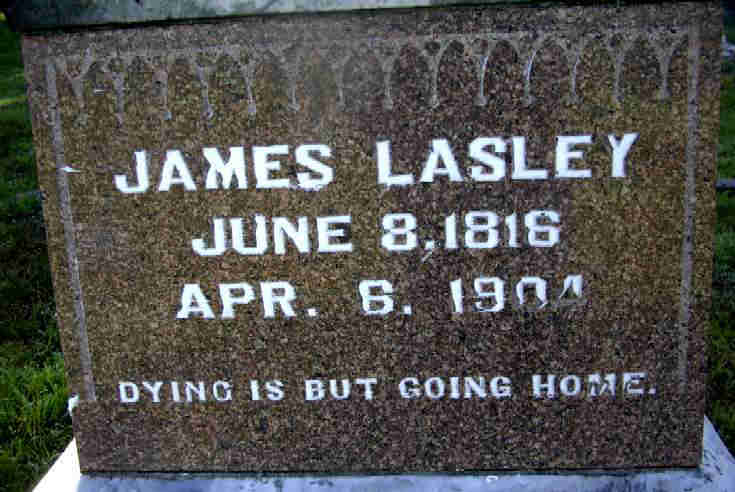 JAMES LASLEY
JUNE 8, 1816
APR. 6. 1904
DYING IS BUT GOING HOME.